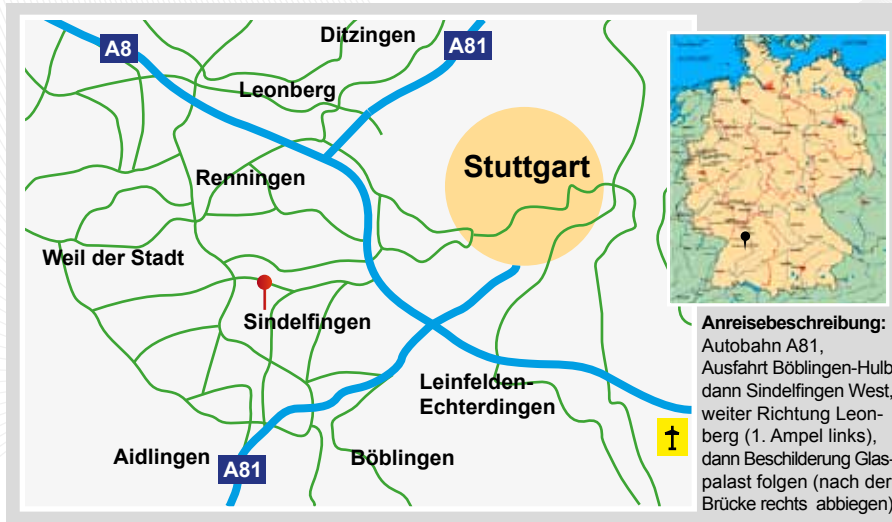 Ditzingen
A8
A81
Leonberg
Stuttgart
Renningen
Weil der Stadt
Sindelfingen
Leinfelden-
Echterdingen
Aidlingen
A81
Böblingen
Anreisebeschreibung:
Autobahn A81,
Ausfahrt Böblingen-Hulb
dann Sindelfingen West,
weiter Richtung Leon-
berg (1. Ampel links),
dann Beschilderung Glas-
palast folgen (nach der
Brücke rechts abbiegen)